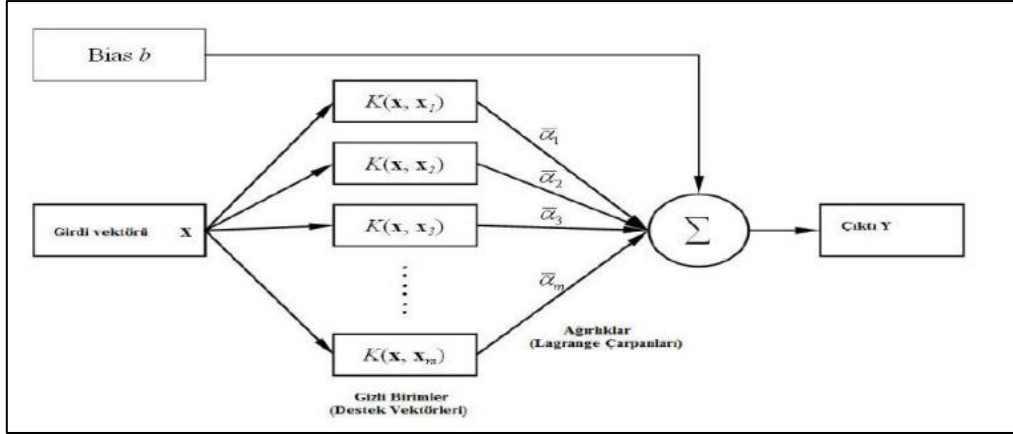 Bias b
K(x, x₁)
ᾱ₁
K(x, x₂)
ᾱ₂
Girdi vektörü x
K(x, x₃)
ᾱ₃
Σ
Çıktı Y
ᾱₘ
K(x, xₘ)
Ağırlıklar
(Lagrange Çarpanları)
Gizli Birimler
(Destek Vektörleri)